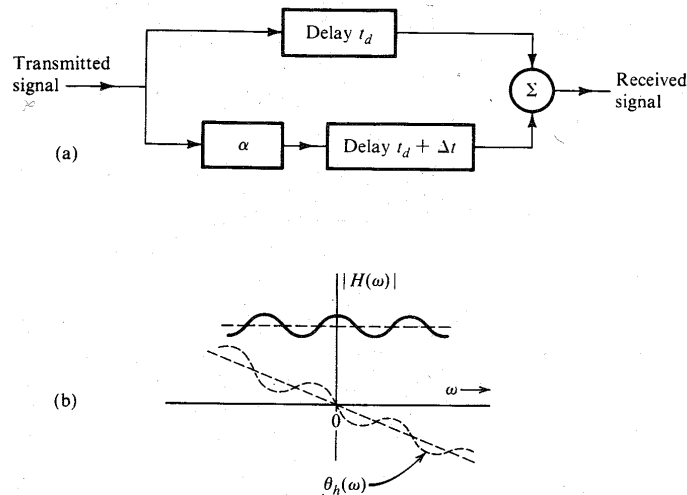 Delay t_d
Transmitted
signal
Σ
Received
signal
α
Delay t_d + Δt
(a)
|H(ω)|
ω
(b)
0
θ_h(ω)